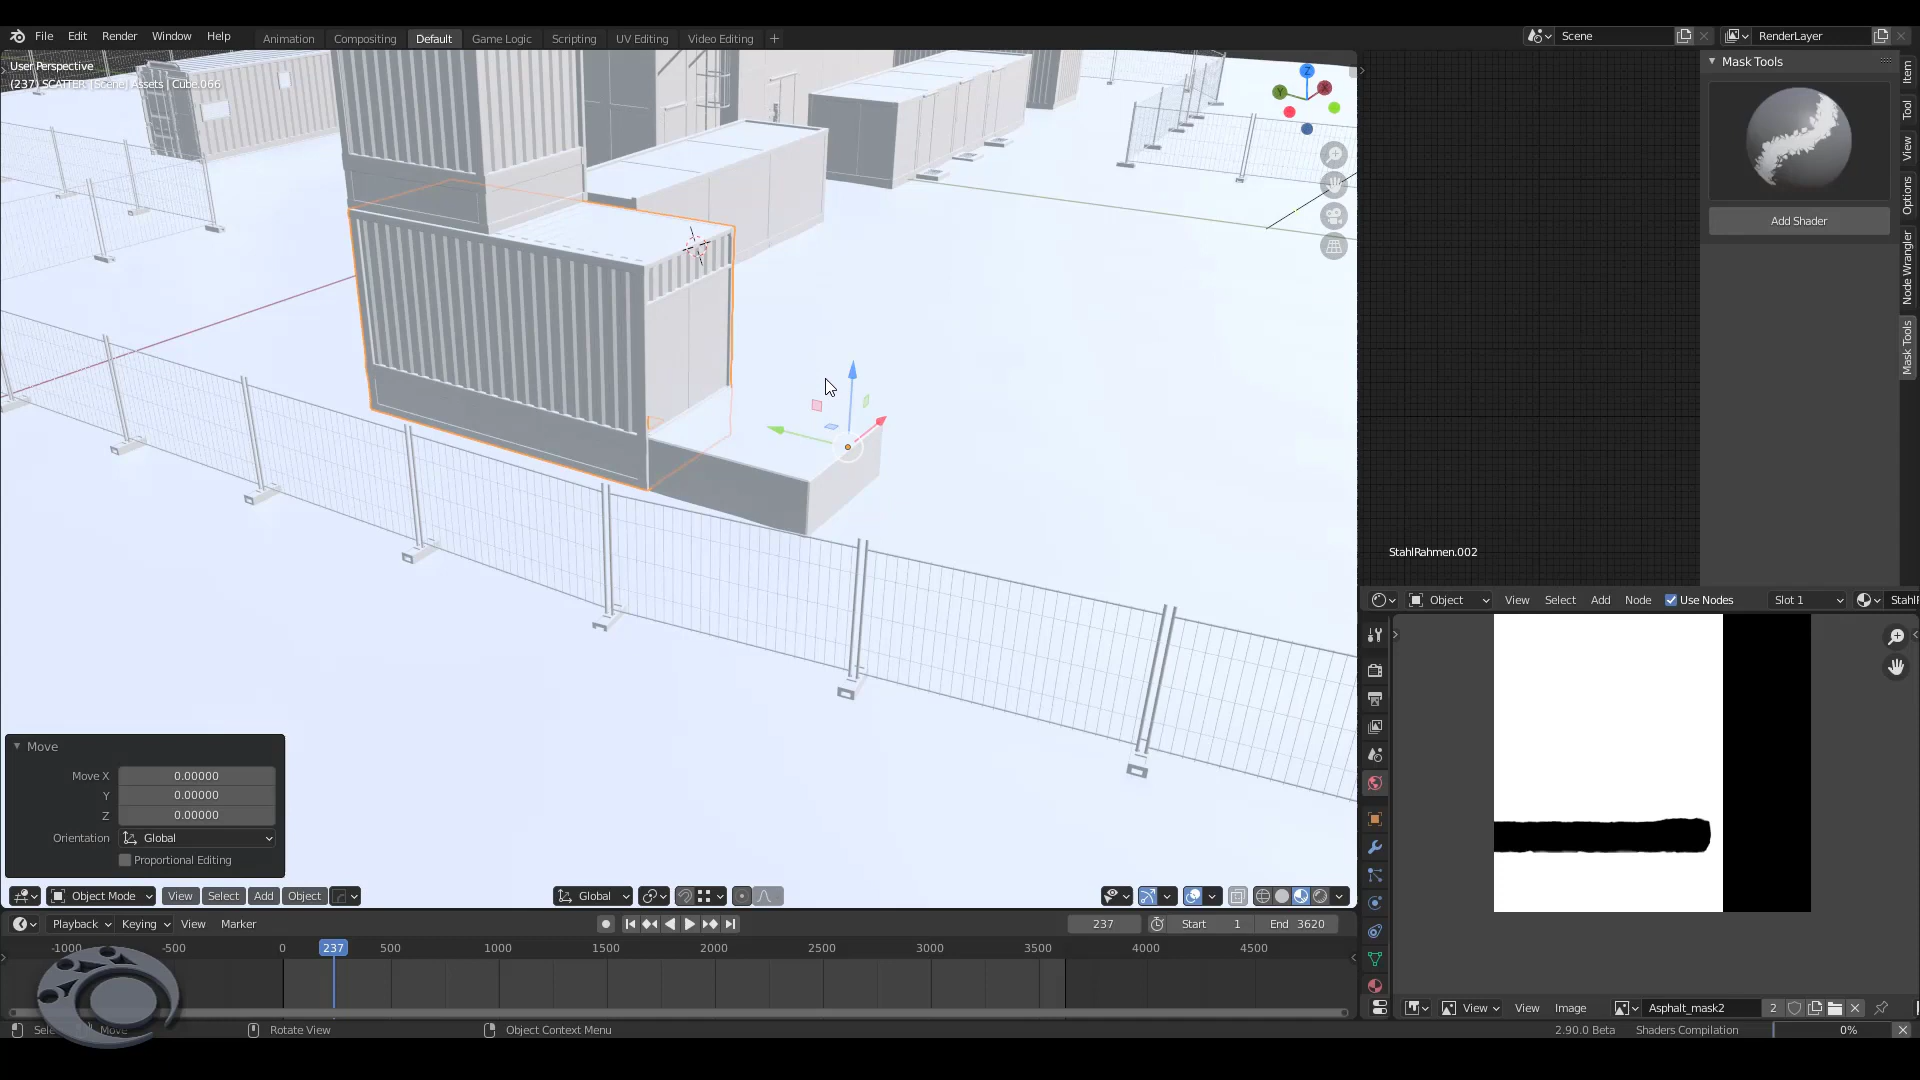 File Edit Render Window Help
Animation Compositing Default Game Logic Scripting UV Editing Video Editing
Scene
RenderLayer
User Perspective
(237) SCATTER | Scene | Assets | Cube.066
Z
Y
X
Mask Tools
Add Shader
Item
Tool
View
Options
Node Wrangler
Mask Tools
StahlRahmen.002
Object View Select Add Node Use Nodes Slot 1
Move
Move X 0.00000
Y 0.00000
Z 0.00000
Orientation Global
Proportional Editing
Object Mode View Select Add Object Global
Playback Keying View Marker 237 Start 1 End 3620
-1000 -500 0 237 500 1000 1500 2000 2500 3000 3500 4000 4500
Move Rotate View Object Context Menu
View View Image Asphalt_mask2 2
2.90.0 Beta Shaders Compilation 0%